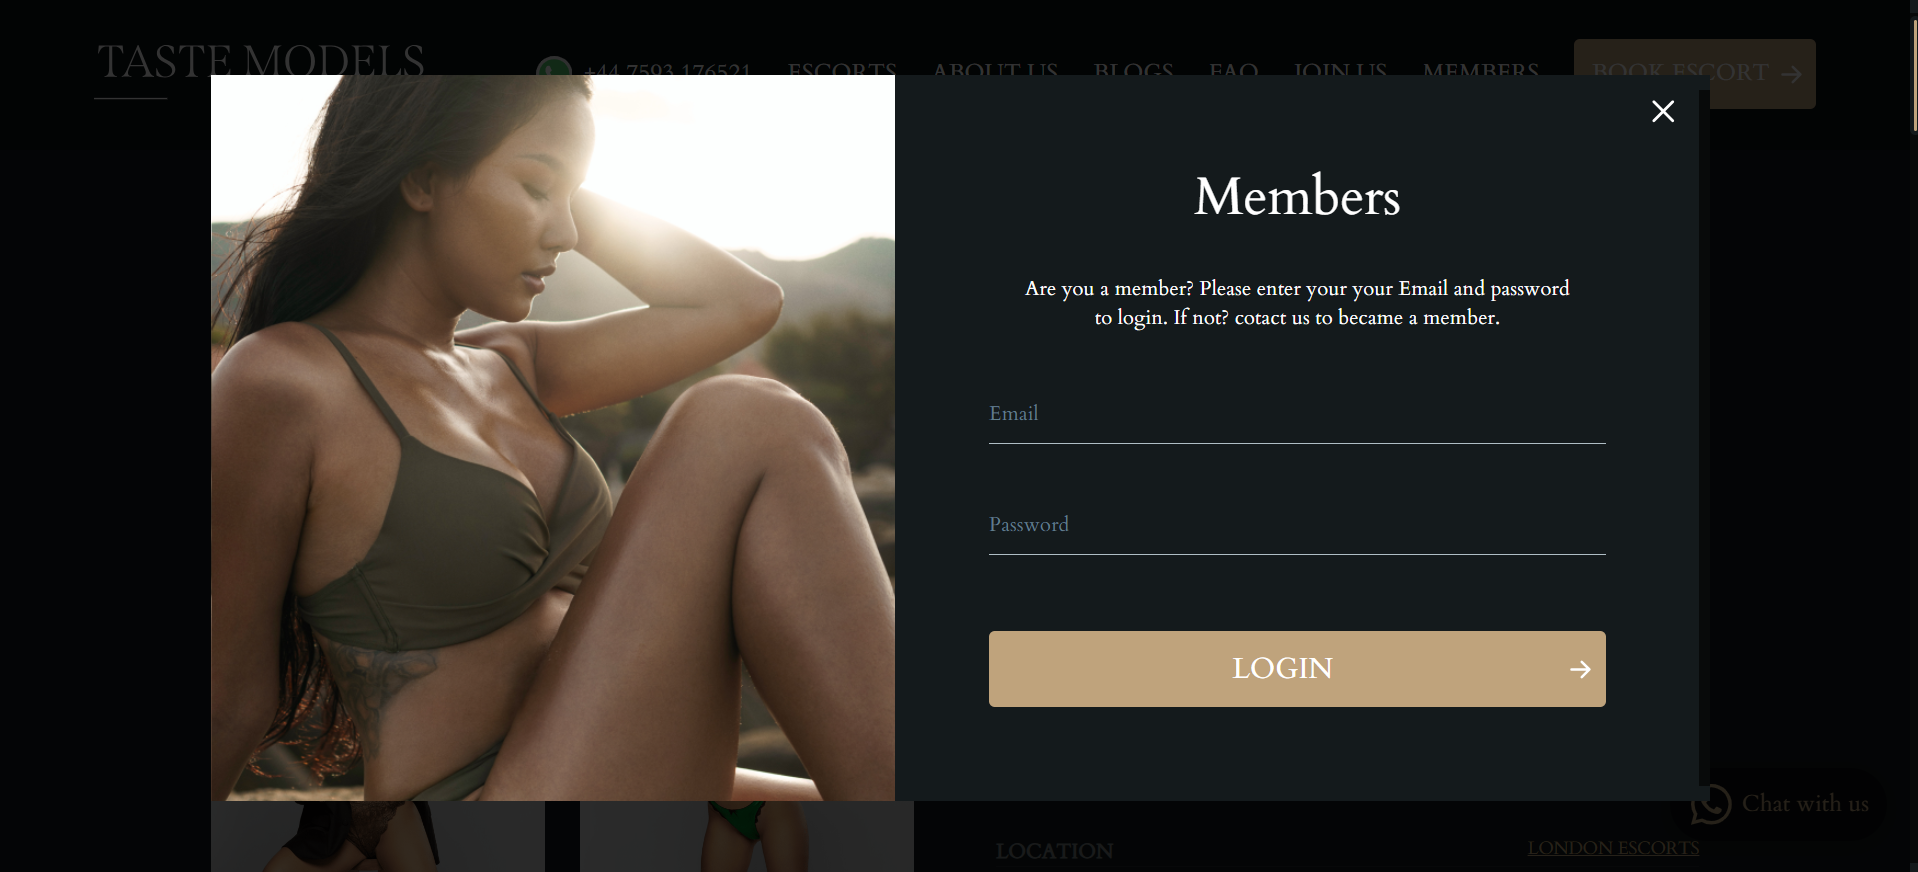 TASTE MODELS
+44 7593 176521
ESCORTS
ABOUT US
BLOGS
FAQ
JOIN US
MEMBERS
BOOK ESCORT
Members
Are you a member? Please enter your your Email and password
to login. If not? cotact us to became a member.
Email
Password
LOGIN
Chat with us
LOCATION
LONDON ESCORTS